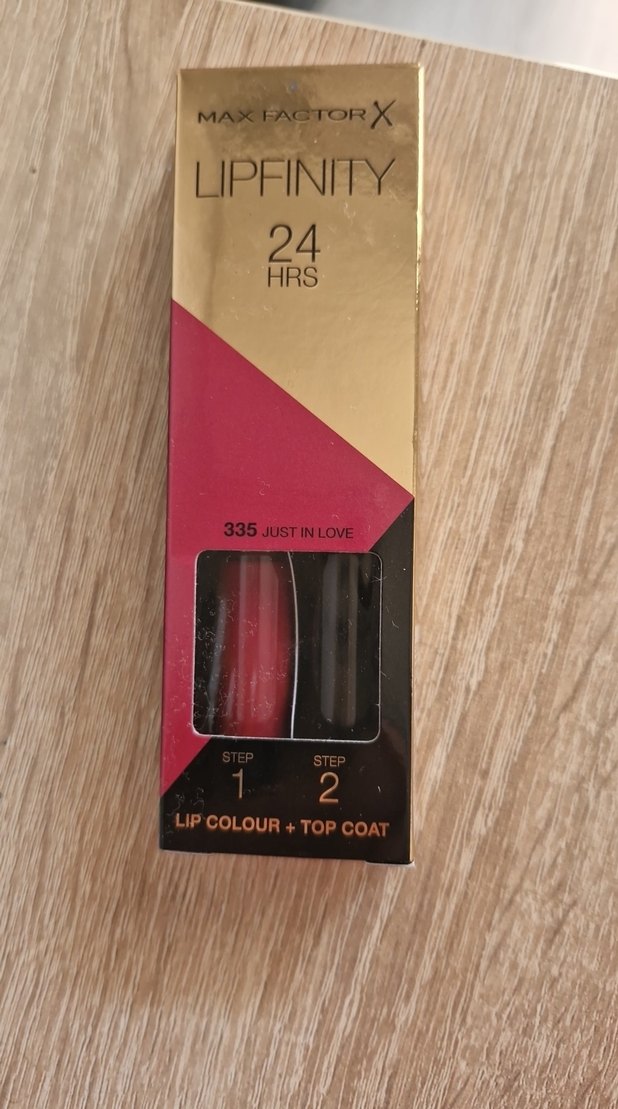 MAX FACTOR X
LIPFINITY
24
HRS
335 JUST IN LOVE
STEP
1
STEP
2
LIP COLOUR + TOP COAT